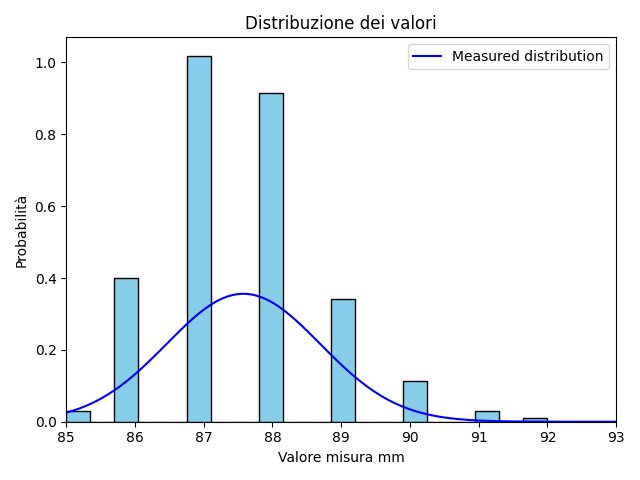 Distribuzione dei valori
Measured distribution
Probabilità
1.0
0.8
0.6
0.4
0.2
0.0
85 86 87 88 89 90 91 92 93
Valore misura mm